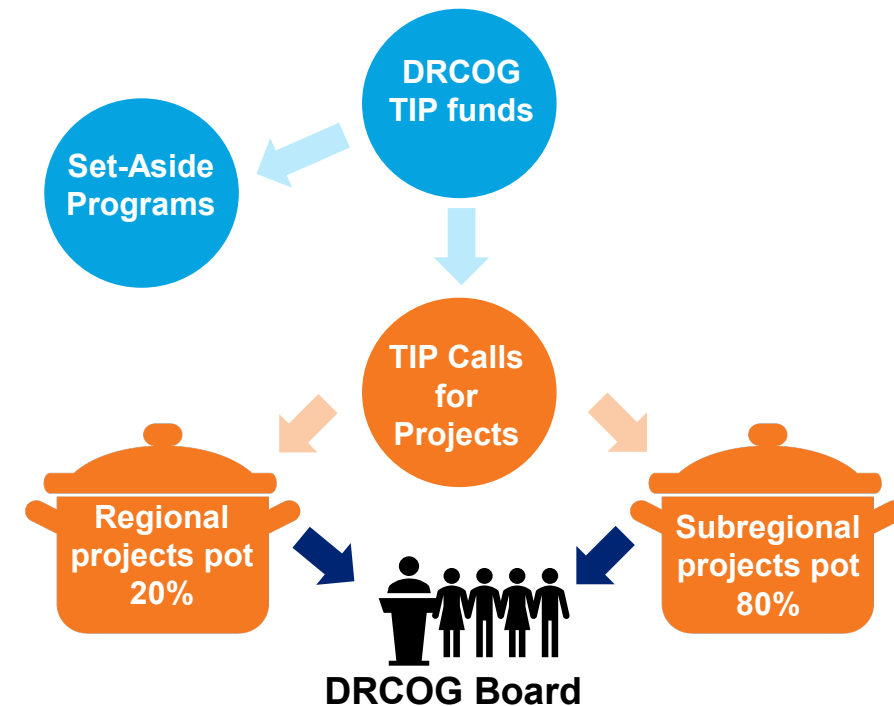 DRCOG
TIP funds
Set-Aside
Programs
TIP Calls
for
Projects
Regional
projects pot
20%
Subregional
projects pot
80%
DRCOG Board